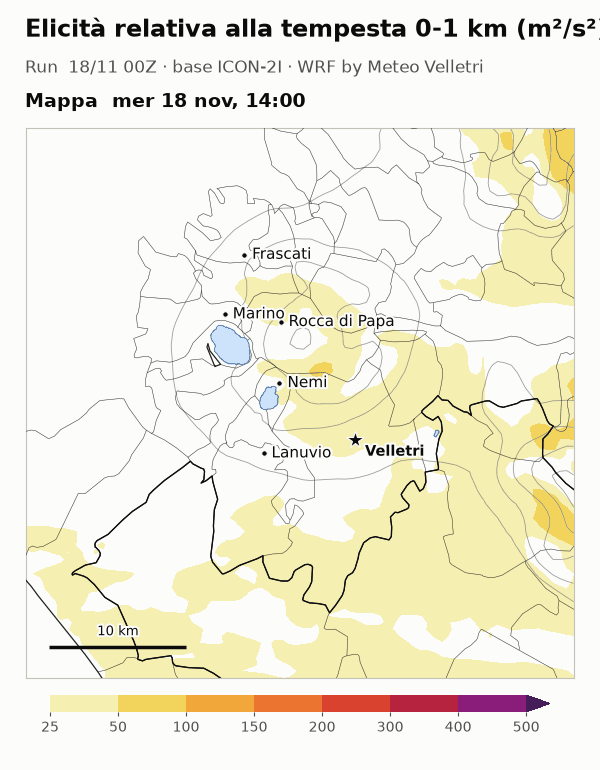 Elicità relativa alla tempesta 0-1 km (m²/s²)
Run 18/11 00Z · base ICON-2I · WRF by Meteo Velletri
Mappa mer 18 nov, 14:00
Frascati
Marino
Rocca di Papa
Nemi
Velletri
Lanuvio
10 km
25 50 100 150 200 300 400 500